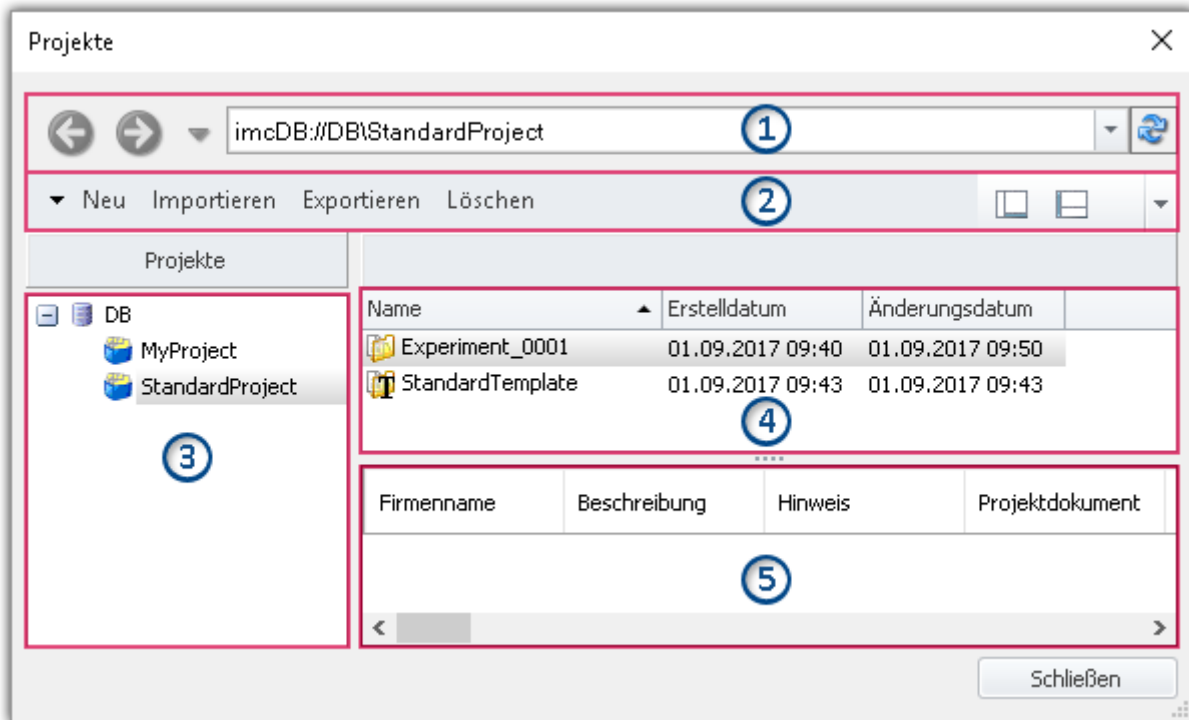 Projekte
imcDB://DB\StandardProject
1
Neu Importieren Exportieren Löschen
2
Projekte
DB
MyProject
StandardProject
3
Name Erstelldatum Änderungsdatum
Experiment_0001 01.09.2017 09:40 01.09.2017 09:50
StandardTemplate 01.09.2017 09:43 01.09.2017 09:43
4
Firmenname Beschreibung Hinweis Projektdokument
5
Schließen